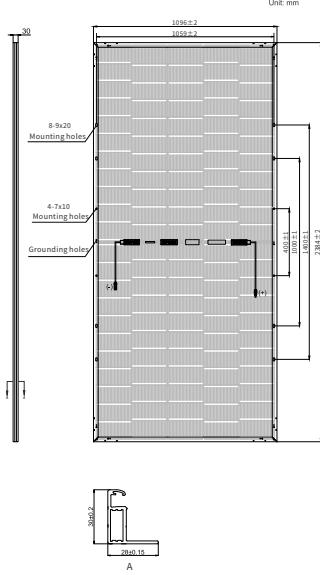 Unit: mm
1096±2
1059±2
30
8-9x20
Mounting holes
4-7x10
Mounting holes
Grounding holes
400±1
1000±1
1400±1
2384±2
(-)
(+)
30±0.2
28±0.15
A